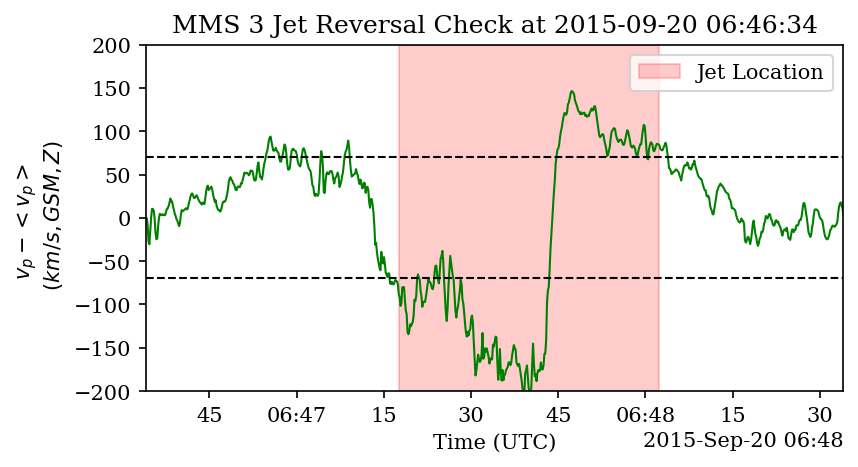 MMS 3 Jet Reversal Check at 2015-09-20 06:46:34
Jet Location
v_p − < v_p >
(km/s, GSM, Z)
200
150
100
50
0
−50
−100
−150
−200
45 06:47 15 30 45 06:48 15 30
Time (UTC)
2015-Sep-20 06:48